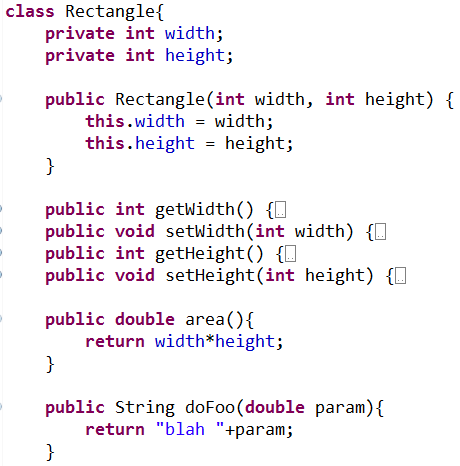 class Rectangle{
    private int width;
    private int height;

    public Rectangle(int width, int height) {
        this.width = width;
        this.height = height;
    }

    public int getWidth() {..
    public void setWidth(int width) {..
    public int getHeight() {..
    public void setHeight(int height) {..

    public double area(){
        return width*height;
    }

    public String doFoo(double param){
        return "blah "+param;
    }